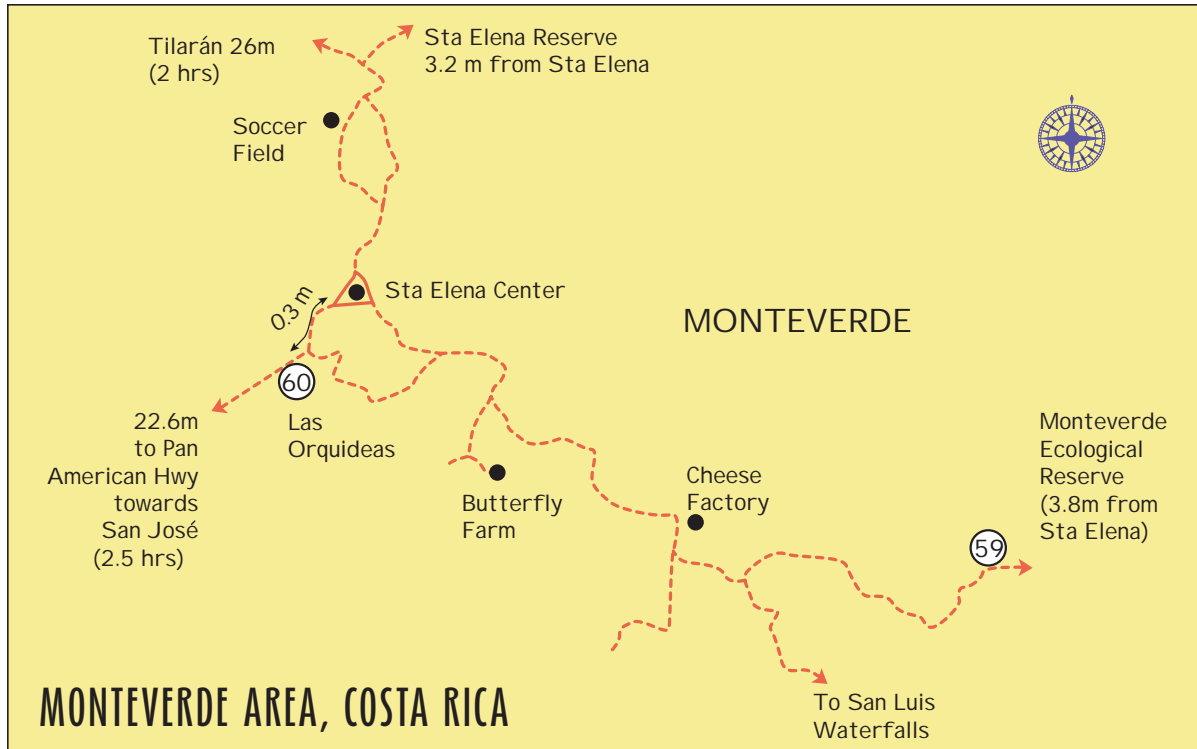 Tilarán 26m
(2 hrs)
Sta Elena Reserve
3.2 m from Sta Elena
Soccer
Field
Sta Elena Center
0.3 m
MONTEVERDE
60
Las
Orquideas
22.6m
to Pan
American Hwy
towards
San José
(2.5 hrs)
Butterfly
Farm
Cheese
Factory
Monteverde
Ecological
Reserve
(3.8m from
Sta Elena)
59
To San Luis
Waterfalls
MONTEVERDE AREA, COSTA RICA